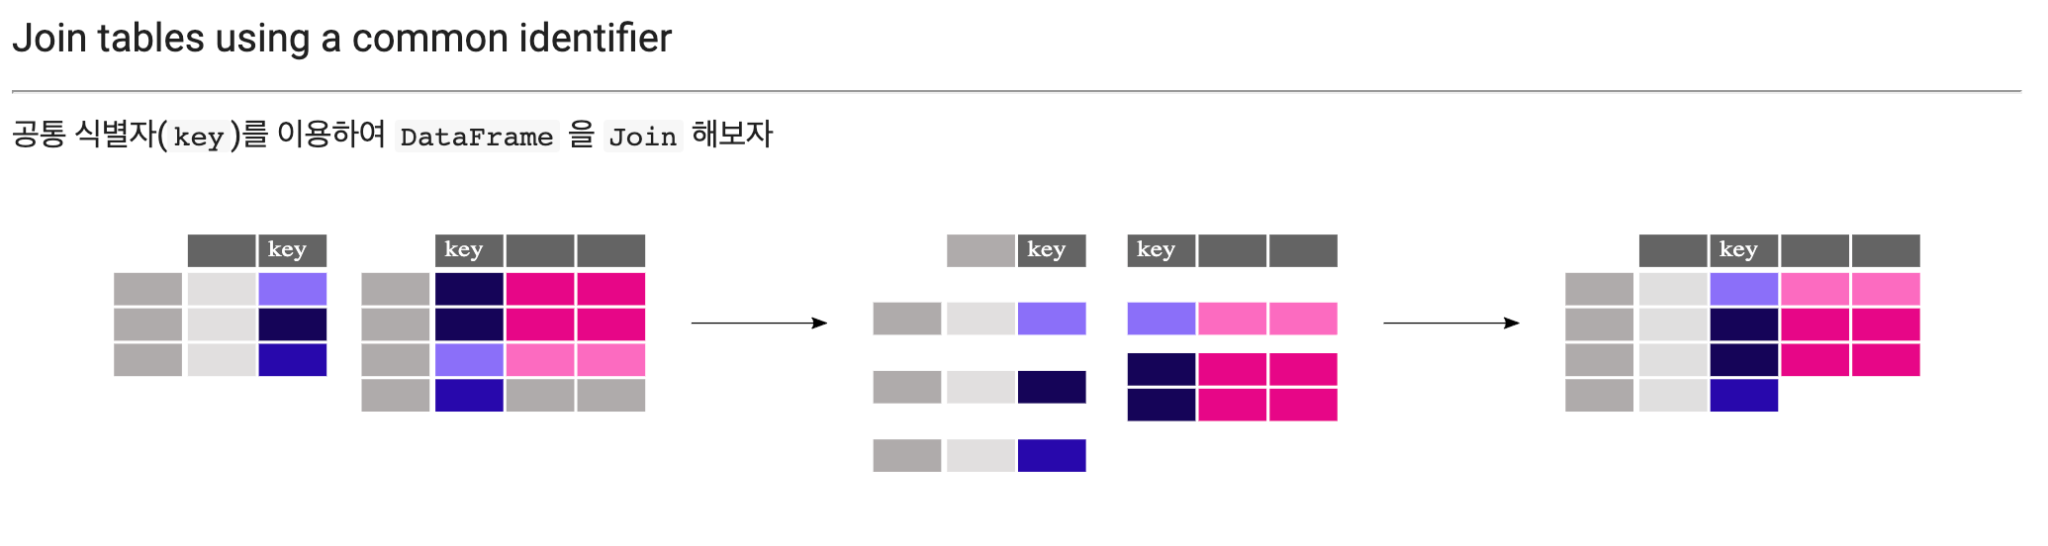 Join tables using a common identifier
공통 식별자(key)를 이용하여 DataFrame 을 Join 해보자
key key key key key